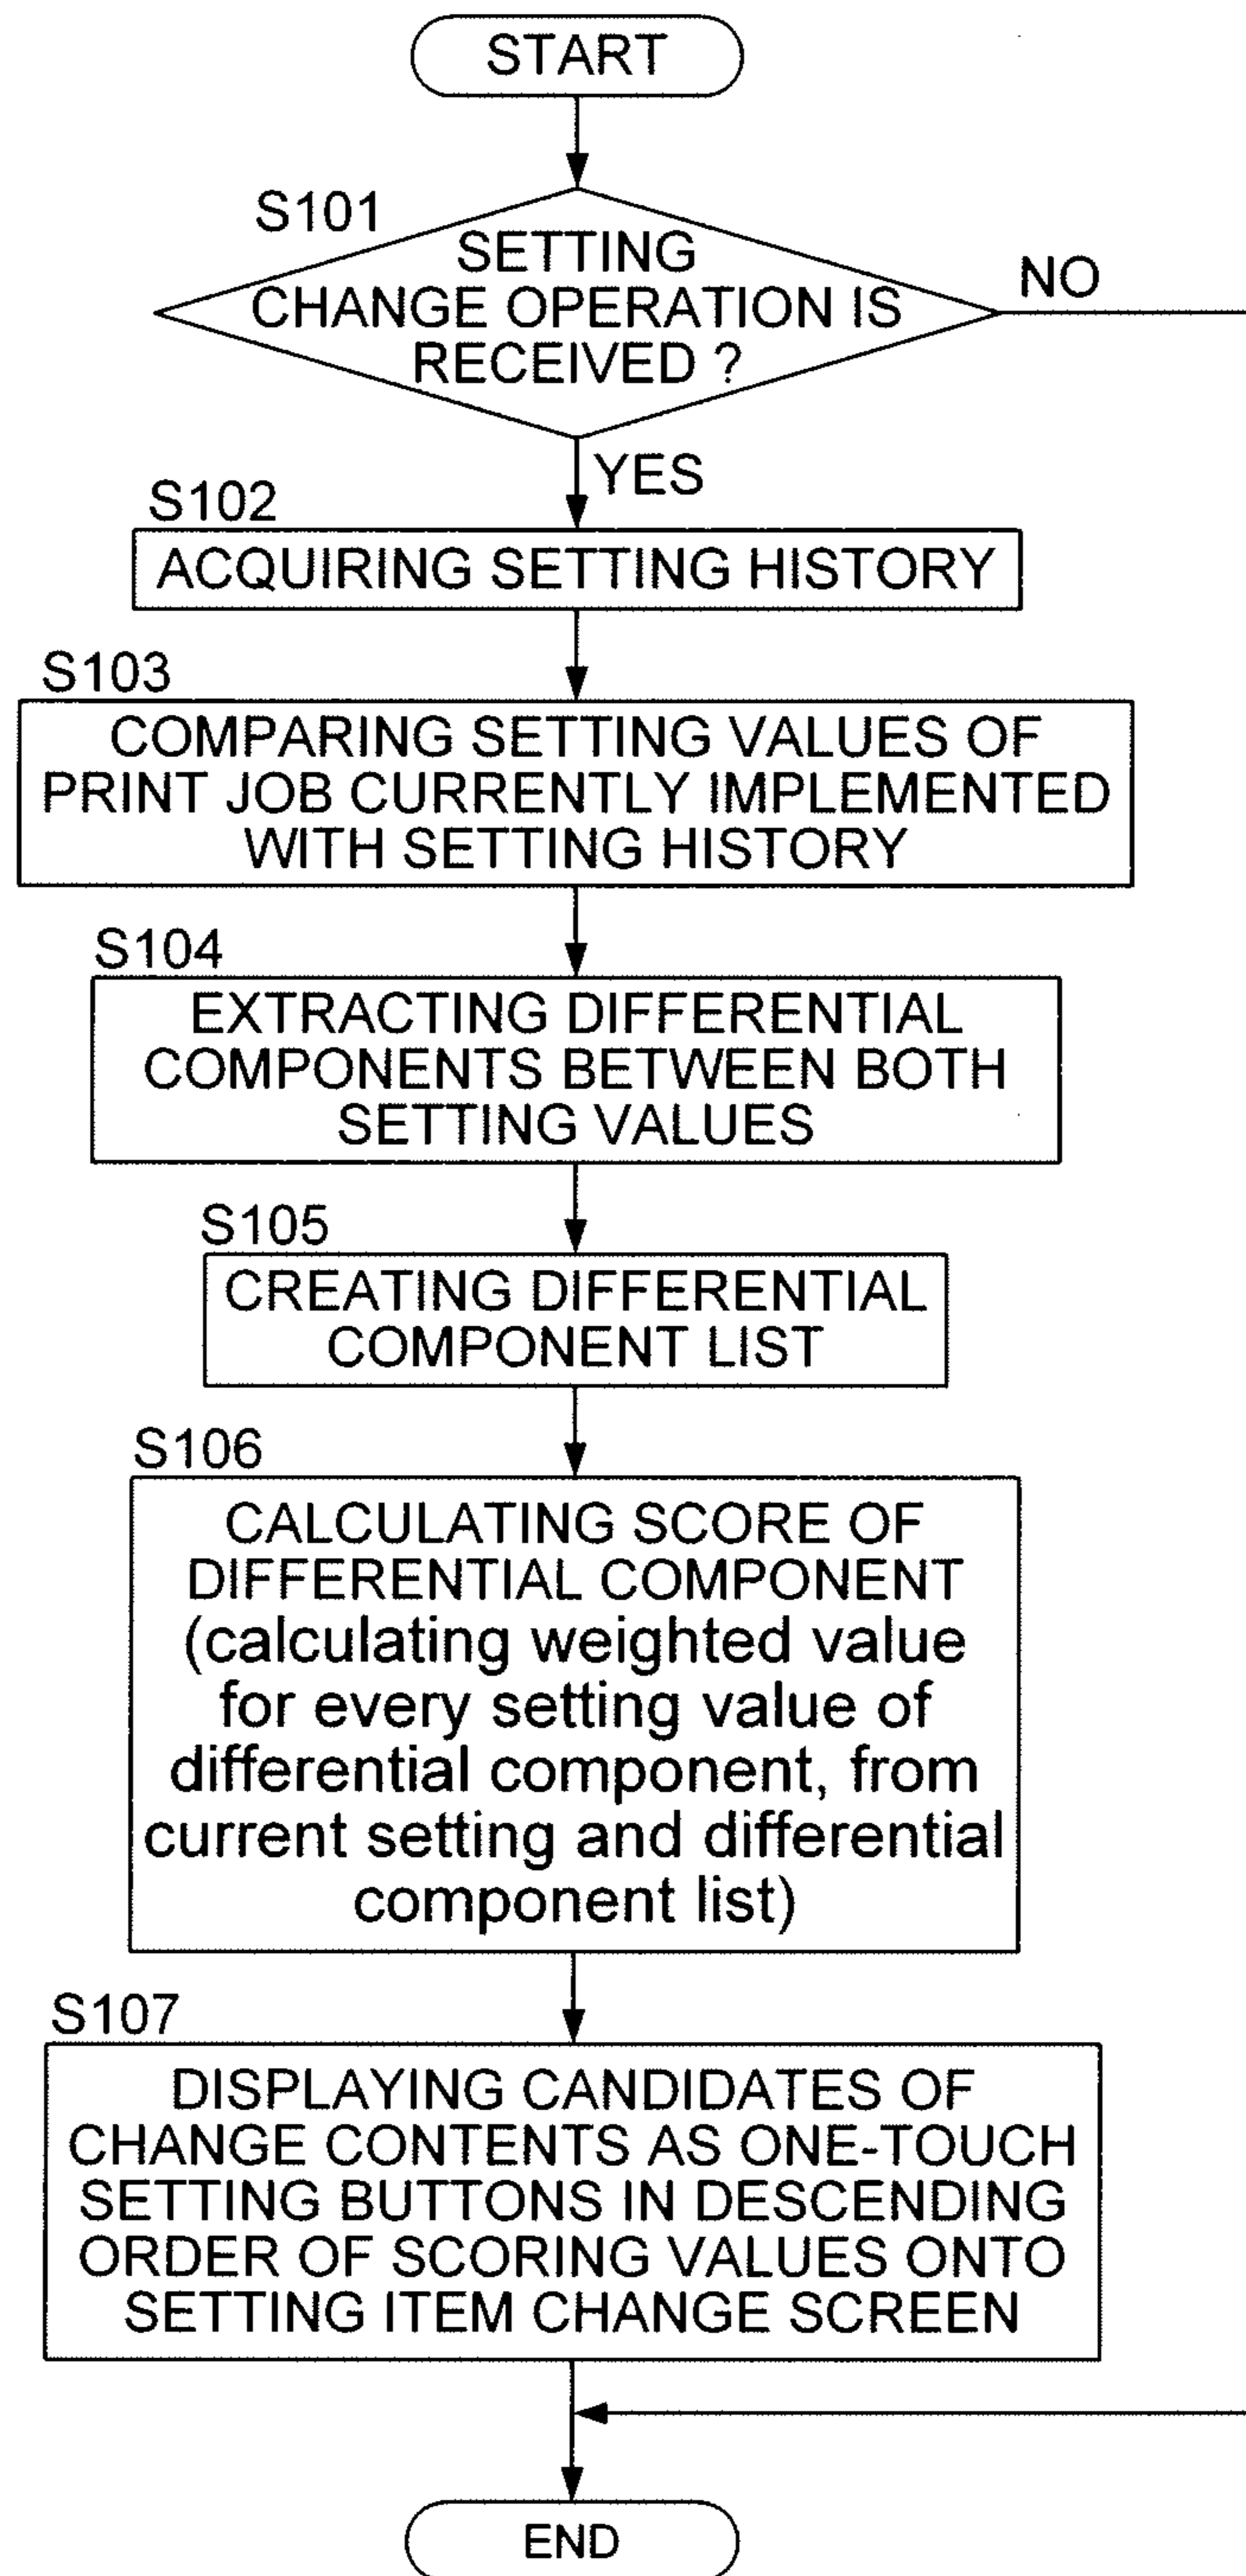 START
S101
SETTING
CHANGE OPERATION IS
RECEIVED ?
NO
YES
S102
ACQUIRING SETTING HISTORY
S103
COMPARING SETTING VALUES OF
PRINT JOB CURRENTLY IMPLEMENTED
WITH SETTING HISTORY
S104
EXTRACTING DIFFERENTIAL
COMPONENTS BETWEEN BOTH
SETTING VALUES
S105
CREATING DIFFERENTIAL
COMPONENT LIST
S106
CALCULATING SCORE OF
DIFFERENTIAL COMPONENT
(calculating weighted value
for every setting value of
differential component, from
current setting and differential
component list)
S107
DISPLAYING CANDIDATES OF
CHANGE CONTENTS AS ONE-TOUCH
SETTING BUTTONS IN DESCENDING
ORDER OF SCORING VALUES ONTO
SETTING ITEM CHANGE SCREEN
END